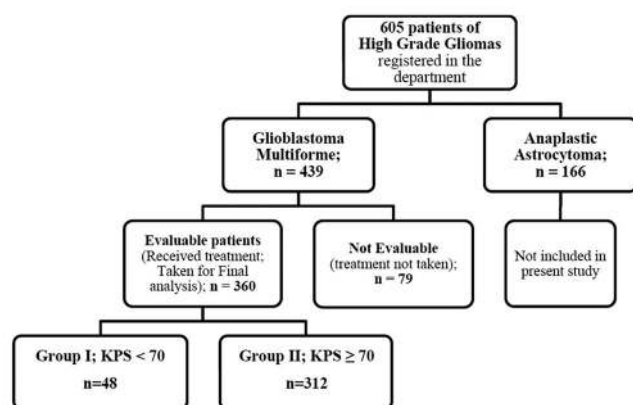 605 patients of
High Grade Gliomas
registered in the
department
Glioblastoma
Multiforme;
n = 439
Anaplastic
Astrocytoma;
n = 166
Evaluable patients
(Received treatment;
Taken for Final
analysis); n = 360
Not Evaluable
(treatment not taken);
n = 79
Not included in
present study
Group I; KPS < 70
n=48
Group II; KPS ≥ 70
n=312